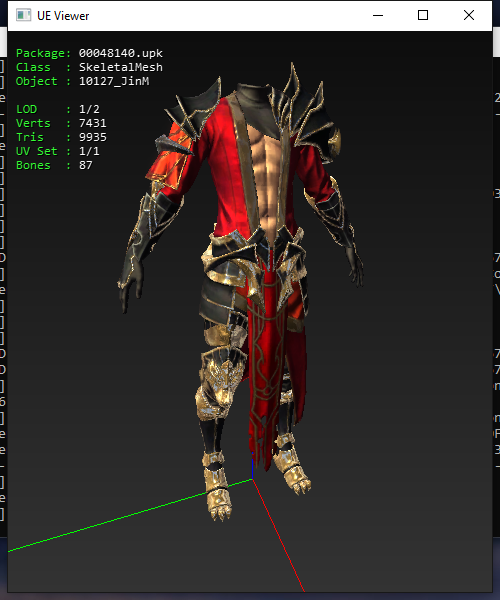 UE Viewer
Package: 00048140.upk
Class  : SkeletalMesh
Object : 10127_JinM
LOD    : 1/2
Verts  : 7431
Tris   : 9935
UV Set : 1/1
Bones  : 87